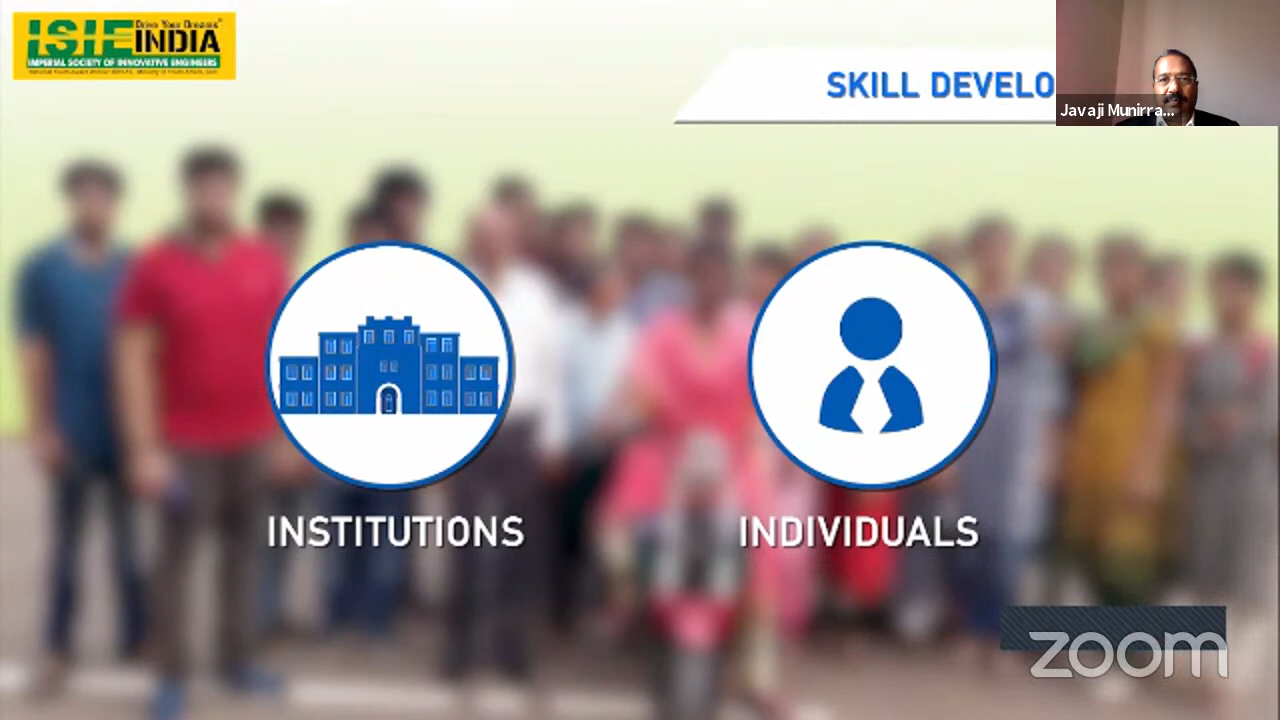 Drive Your Dreams
ISIE INDIA
IMPERIAL SOCIETY OF INNOVATIVE ENGINEERS
SKILL DEVELO
Javaji Munirra...
INSTITUTIONS
INDIVIDUALS
zoom